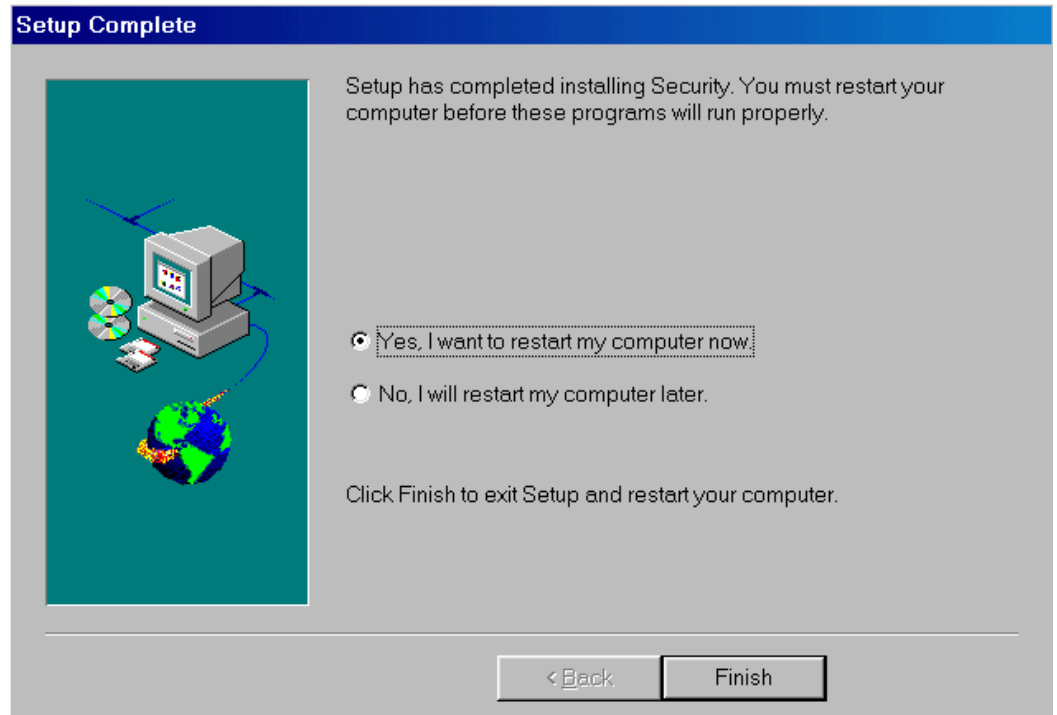 Setup Complete
Setup has completed installing Security. You must restart your
computer before these programs will run properly.
Yes, I want to restart my computer now.
No, I will restart my computer later.
Click Finish to exit Setup and restart your computer.
< Back
Finish